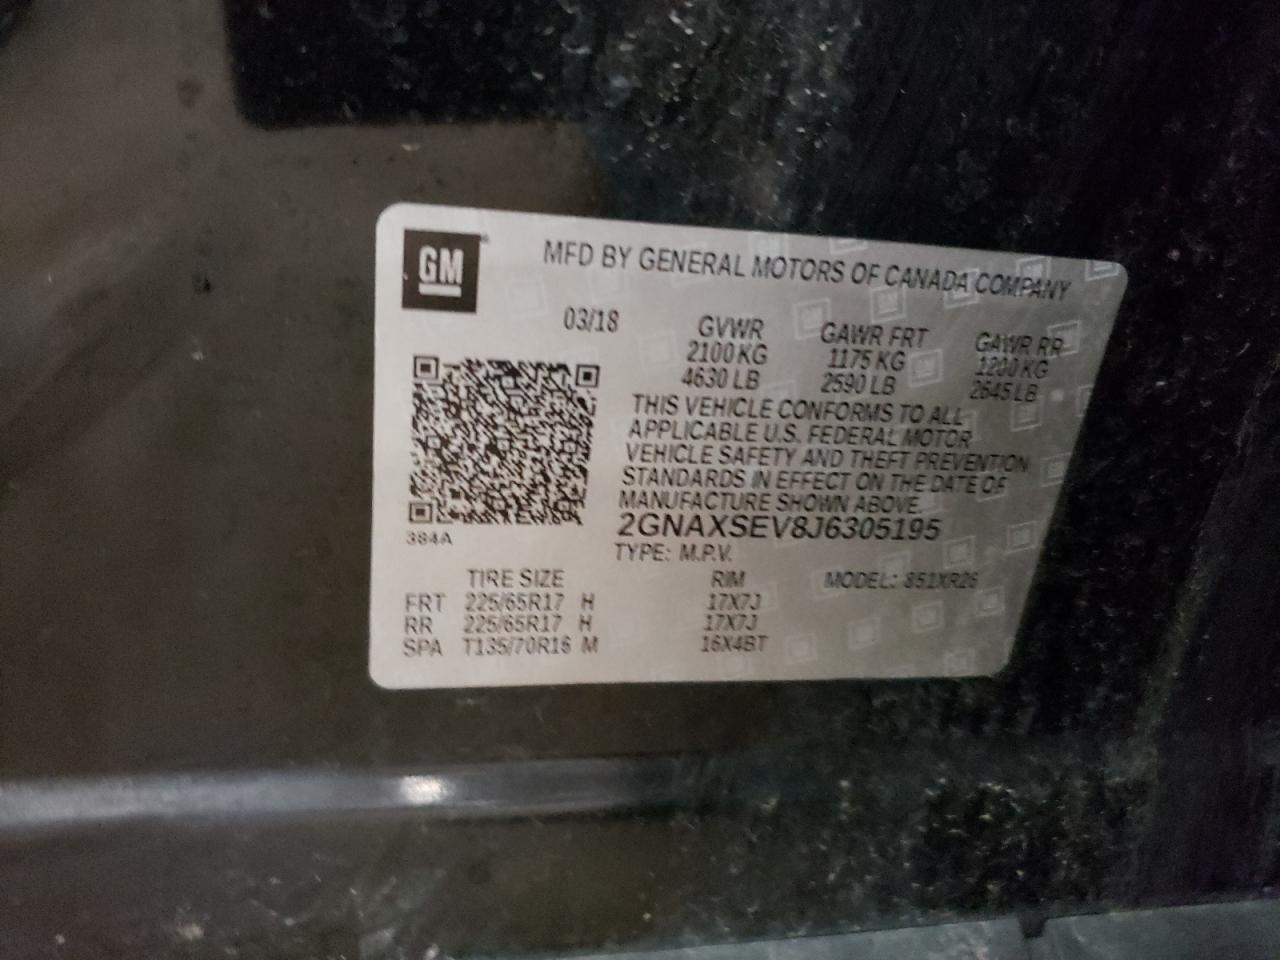 GM
MFD BY GENERAL MOTORS OF CANADA COMPANY
03/18 GVWR GAWR FRT GAWR RR
2100 KG 1175 KG 1200 KG
4630 LB 2590 LB 2645 LB
THIS VEHICLE CONFORMS TO ALL
APPLICABLE U.S. FEDERAL MOTOR
VEHICLE SAFETY AND THEFT PREVENTION
STANDARDS IN EFFECT ON THE DATE OF
MANUFACTURE SHOWN ABOVE.
2GNAXSEV8J6305195
384A
TYPE: M.P.V.
TIRE SIZE RIM MODEL: 851XR26
FRT 225/65R17 H 17X7J
RR 225/65R17 H 17X7J
SPA T135/70R16 M 16X4BT